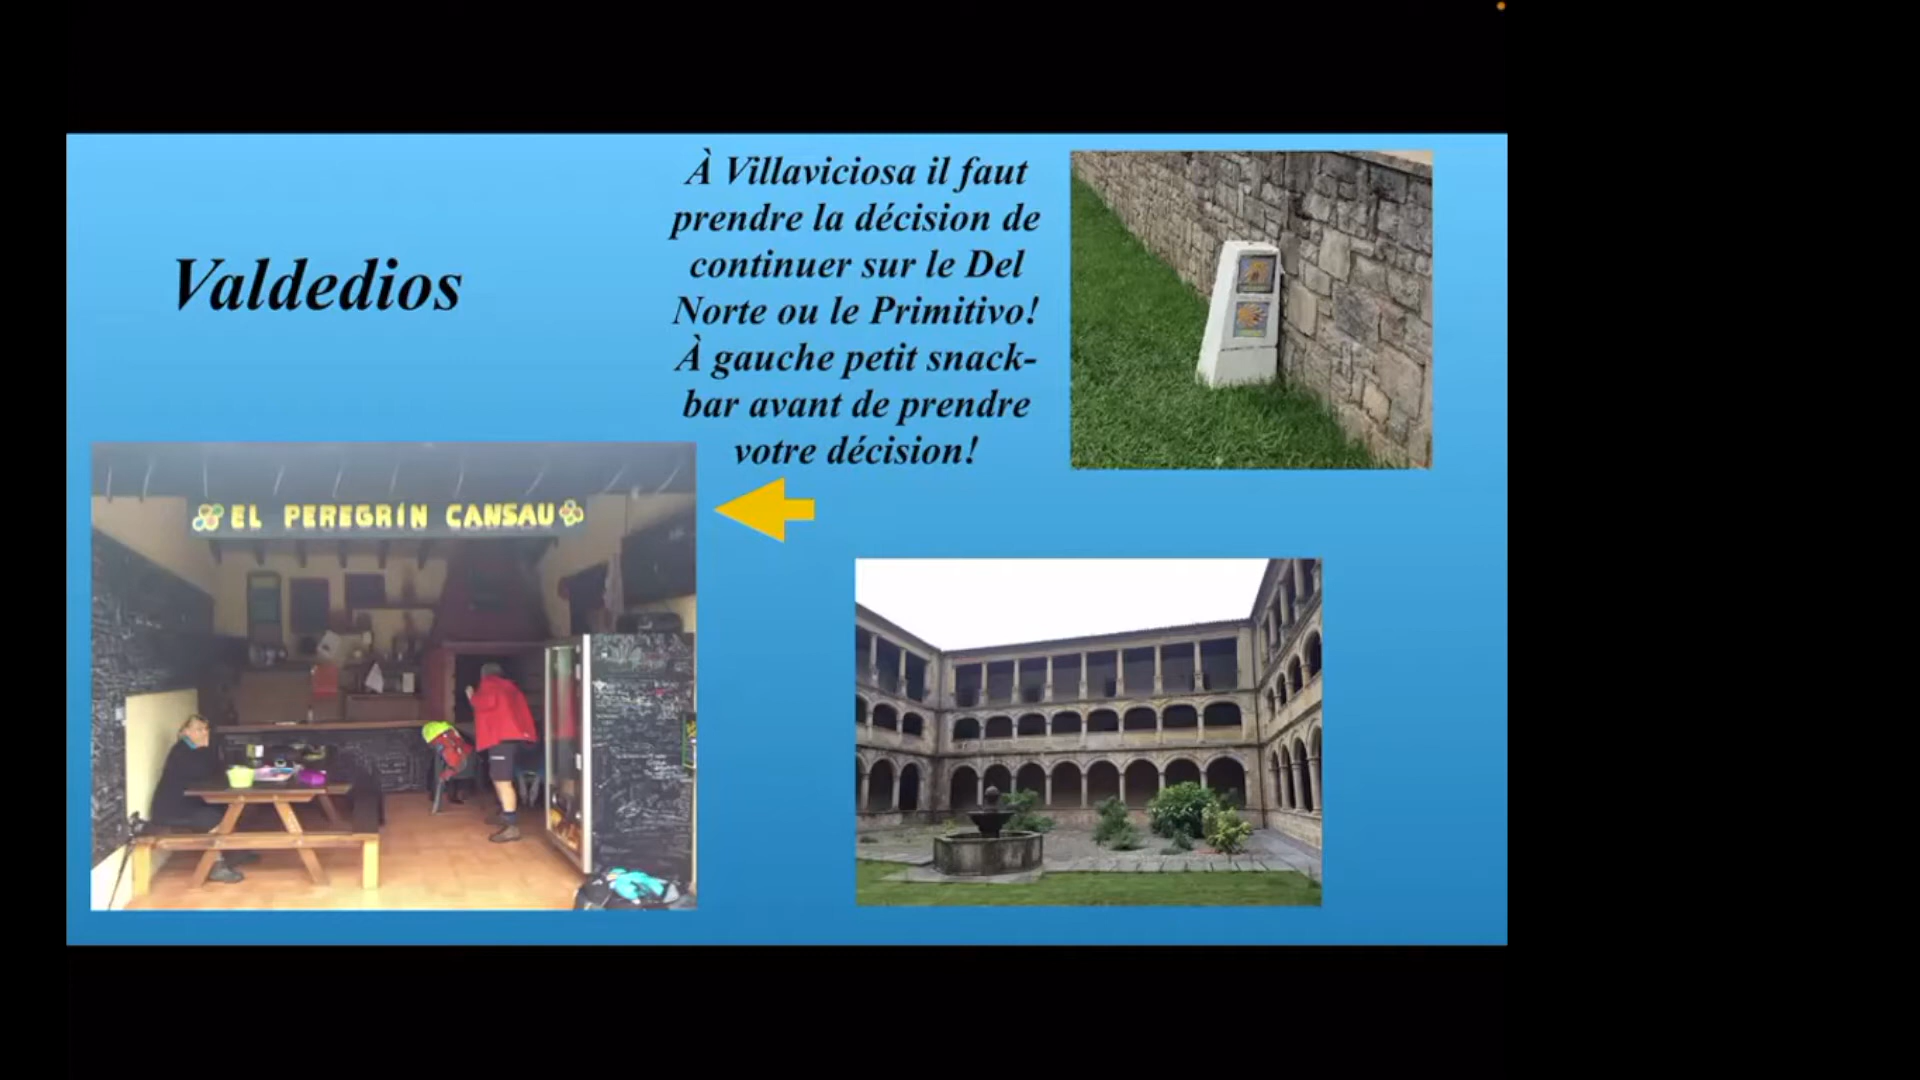 Valdedios
À Villaviciosa il faut
prendre la décision de
continuer sur le Del
Norte ou le Primitivo!
À gauche petit snack-
bar avant de prendre
votre décision!
EL PEREGRÍN CANSAU